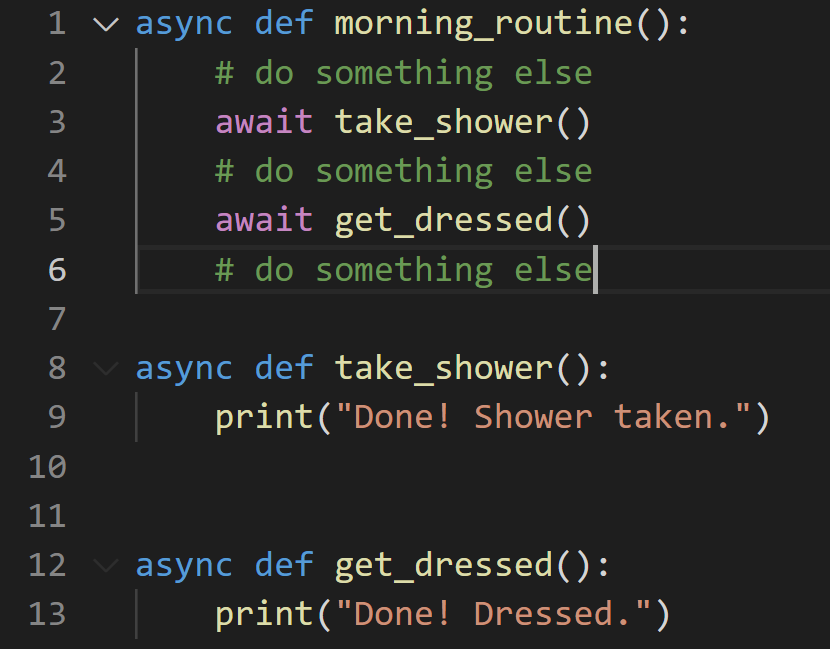 1 async def morning_routine():
2 # do something else
3 await take_shower()
4 # do something else
5 await get_dressed()
6 # do something else
7
8 async def take_shower():
9 print("Done! Shower taken.")
10
11
12 async def get_dressed():
13 print("Done! Dressed.")